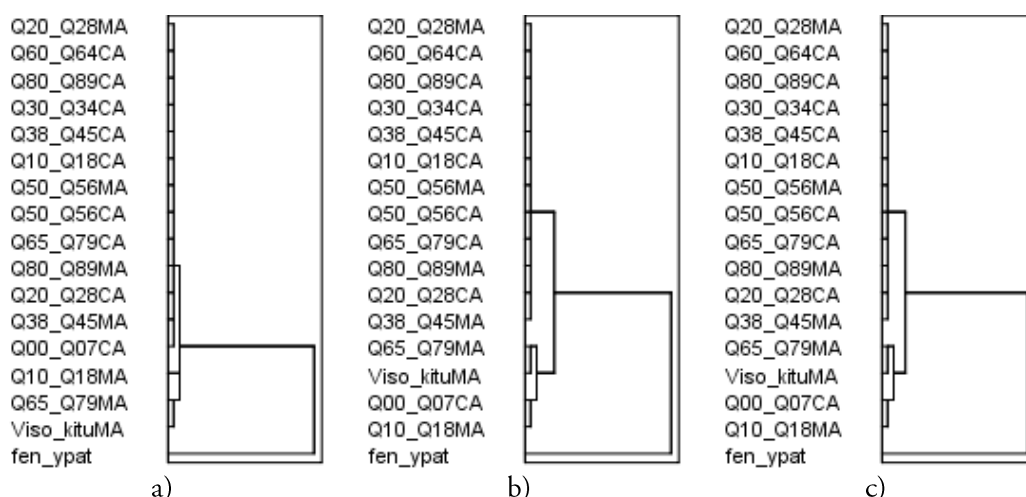 Q20_Q28MA
Q60_Q64CA
Q80_Q89CA
Q30_Q34CA
Q38_Q45CA
Q10_Q18CA
Q50_Q56MA
Q50_Q56CA
Q65_Q79CA
Q80_Q89MA
Q20_Q28CA
Q38_Q45MA
Q00_Q07CA
Q10_Q18MA
Q65_Q79MA
Viso_kituMA
fen_ypat
a)
Q20_Q28MA
Q60_Q64CA
Q80_Q89CA
Q30_Q34CA
Q38_Q45CA
Q10_Q18CA
Q50_Q56MA
Q50_Q56CA
Q65_Q79CA
Q80_Q89MA
Q20_Q28CA
Q38_Q45MA
Q65_Q79MA
Viso_kituMA
Q00_Q07CA
Q10_Q18MA
fen_ypat
b)
Q20_Q28MA
Q60_Q64CA
Q80_Q89CA
Q30_Q34CA
Q38_Q45CA
Q10_Q18CA
Q50_Q56MA
Q50_Q56CA
Q65_Q79CA
Q80_Q89MA
Q20_Q28CA
Q38_Q45MA
Q65_Q79MA
Viso_kituMA
Q00_Q07CA
Q10_Q18MA
fen_ypat
c)